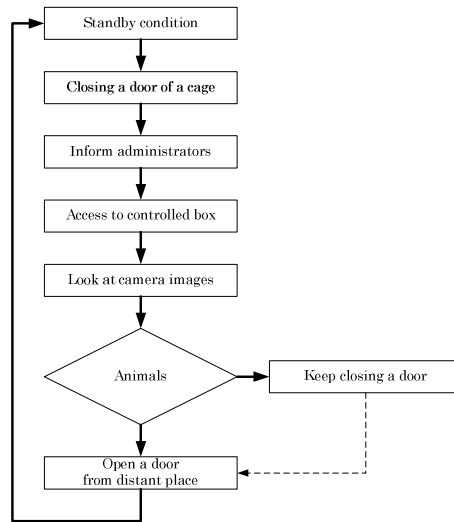 Standby condition
Closing a door of a cage
Inform administrators
Access to controlled box
Look at camera images
Animals
Keep closing a door
Open a door
from distant place